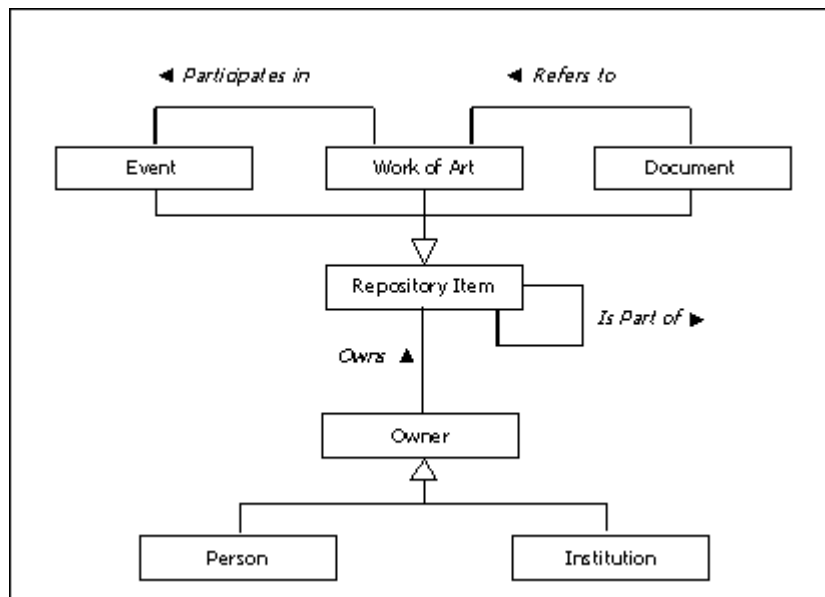 ◄ Participates in
◄ Refers to
Event
Work of Art
Document
Repository Item
Is Part of ►
Owns ▲
Owner
Person
Institution